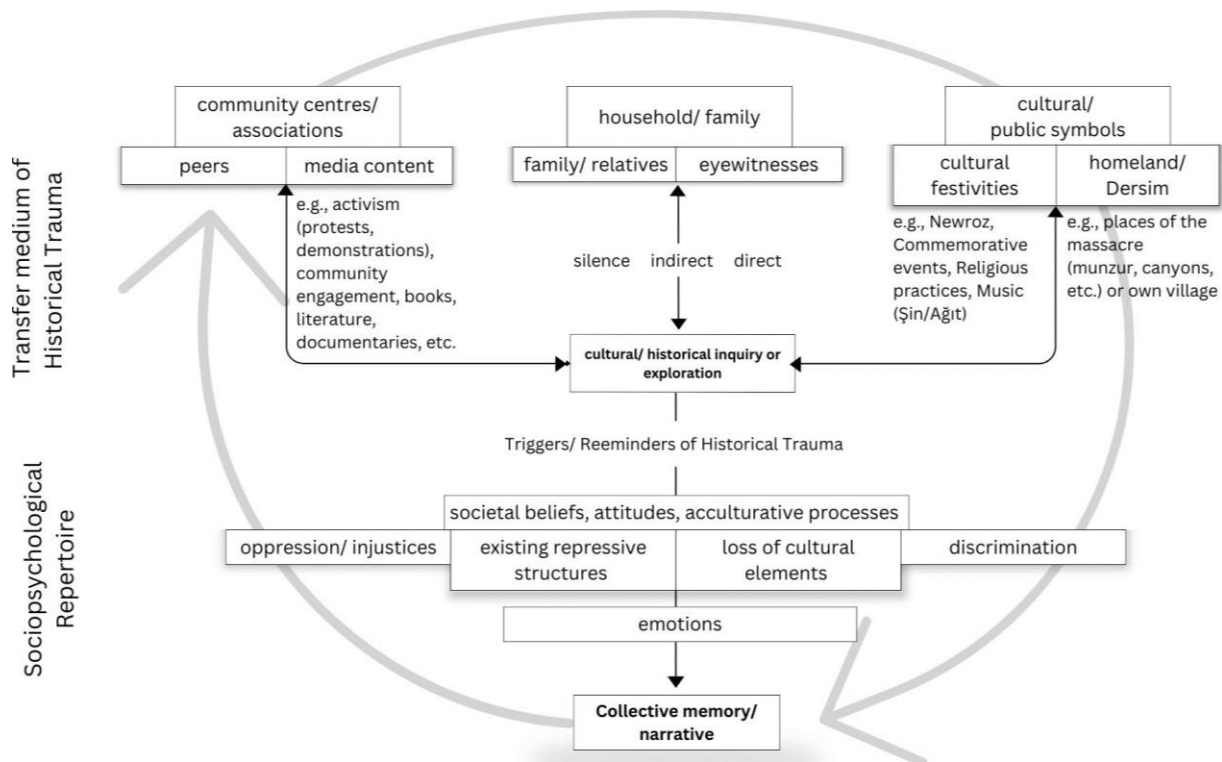 Transfer medium of
Historical Trauma
community centres/
associations
peers
media content
e.g., activism
(protests,
demonstrations),
community
engagement, books,
literature,
documentaries, etc.
household/ family
family/ relatives
eyewitnesses
silence indirect direct
cultural/
public symbols
cultural
festivities
homeland/
Dersim
e.g., Newroz,
Commemorative
events, Religious
practices, Music
(Şin/Ağıt)
e.g., places of the
massacre
(munzur, canyons,
etc.) or own village
cultural/ historical inquiry or
exploration
Triggers/ Reeminders of Historical Trauma
Sociopsychological
Repertoire
societal beliefs, attitudes, acculturative processes
oppression/ injustices
existing repressive
structures
loss of cultural
elements
discrimination
emotions
Collective memory/
narrative